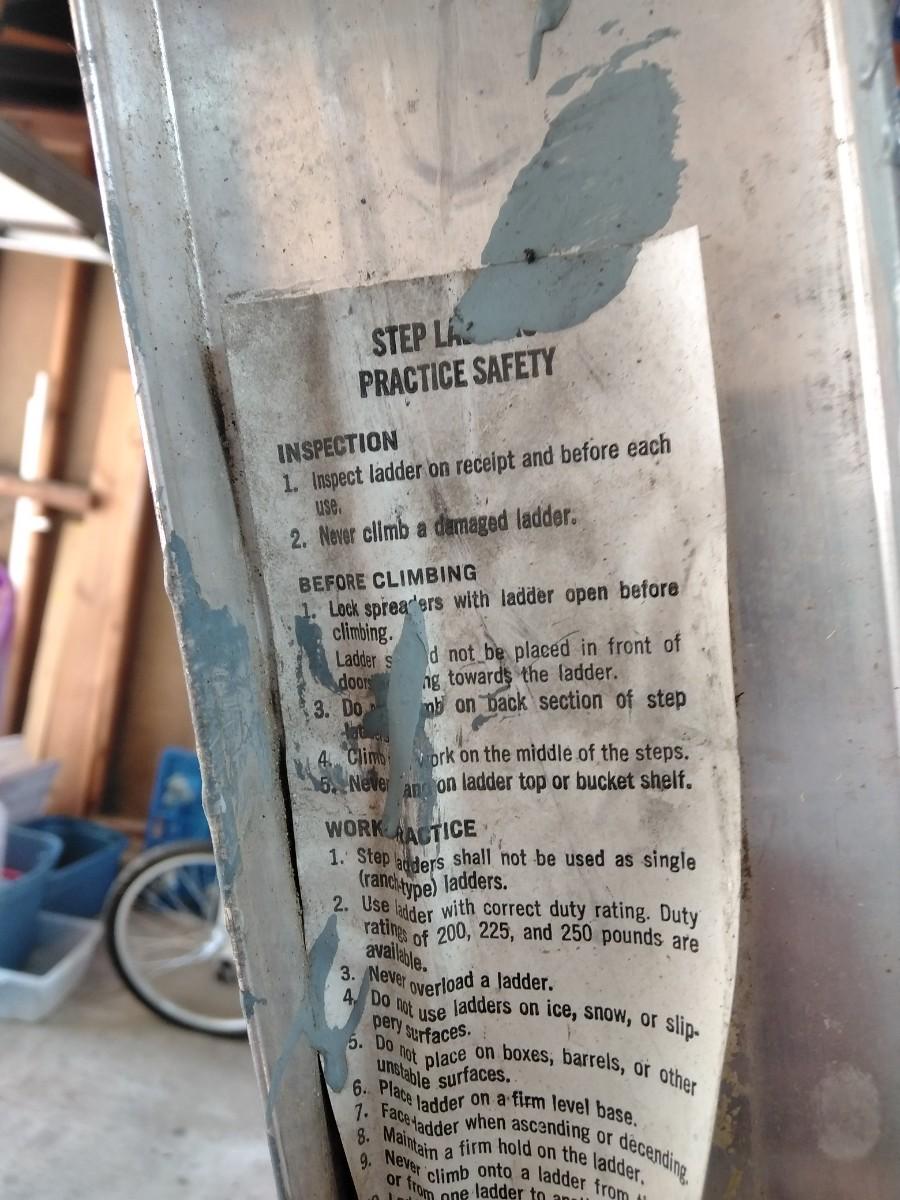 STEP
PRACTICE SAFETY
INSPECTION
1. Inspect ladder on receipt and before each
use.
2. Never climb a damaged ladder.
BEFORE CLIMBING
1. Lock spreaders with ladder open before
climbing.
Ladder not be placed in front of
towards the ladder.
3. Do on back section of step
4. Climb work on the middle of the steps.
5. Never on ladder top or bucket shelf.
WORK PRACTICE
1. Step ladders shall not be used as single
(ranch-type) ladders.
2. Use ladder with correct duty rating. Duty
ratings of 200, 225, and 250 pounds are
available.
3. Never overload a ladder.
4. Do not use ladders on ice, snow, or slip-
pery surfaces.
5. Do not place on boxes, barrels, or other
unstable surfaces.
6. Place ladder on a firm level base.
7. Face ladder when ascending or decending.
8. Maintain a firm hold on the ladder.
9. Never climb onto a ladder from
or from one ladder to